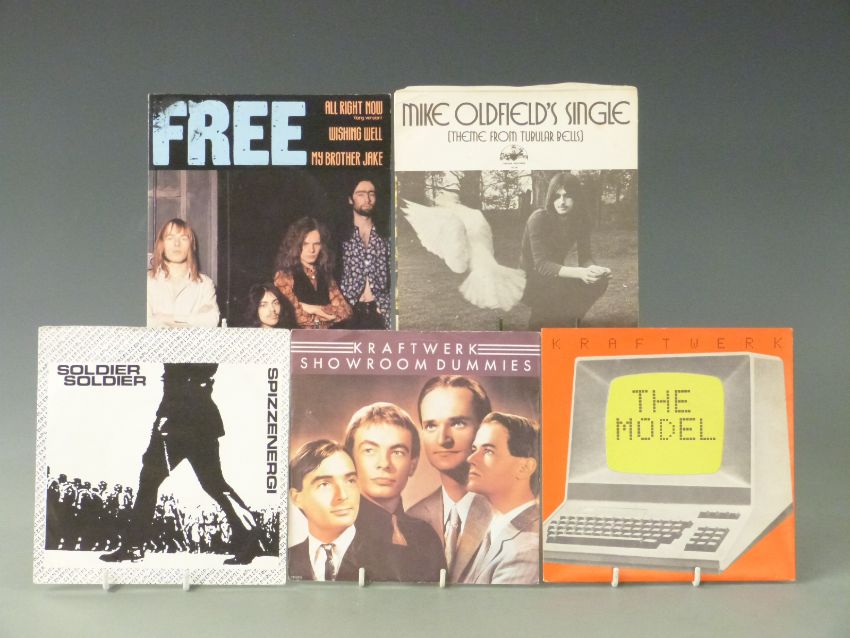 FREE
ALL RIGHT NOW
(long version)
WISHING WELL
MY BROTHER JAKE
MIKE OLDFIELD'S SINGLE
(THEME FROM TUBULAR BELLS)
SOLDIER
SOLDIER
SPIZZENERGI
KRAFTWERK
SHOWROOM DUMMIES
KRAFTWERK
THE
MODEL